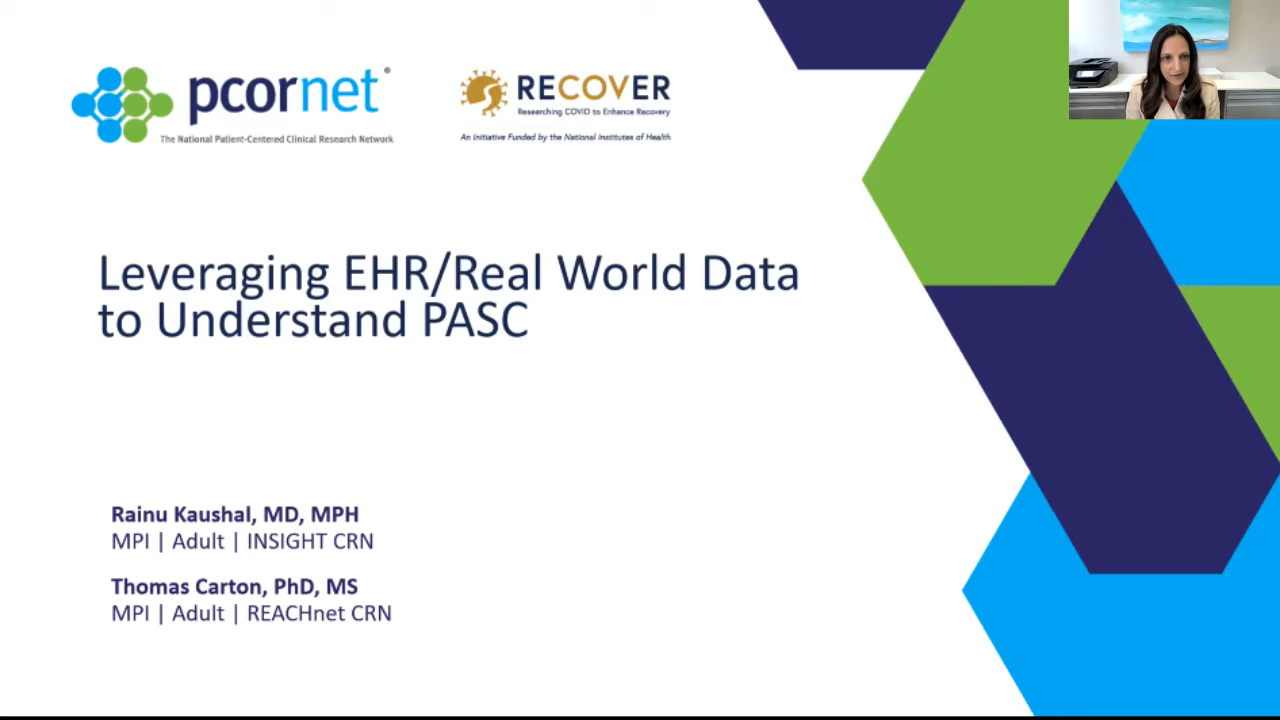 pcornet®
The National Patient-Centered Clinical Research Network
RECOVER
Researching COVID to Enhance Recovery
An Initiative Funded by the National Institutes of Health
Leveraging EHR/Real World Data
to Understand PASC
Rainu Kaushal, MD, MPH
MPI | Adult | INSIGHT CRN
Thomas Carton, PhD, MS
MPI | Adult | REACHnet CRN